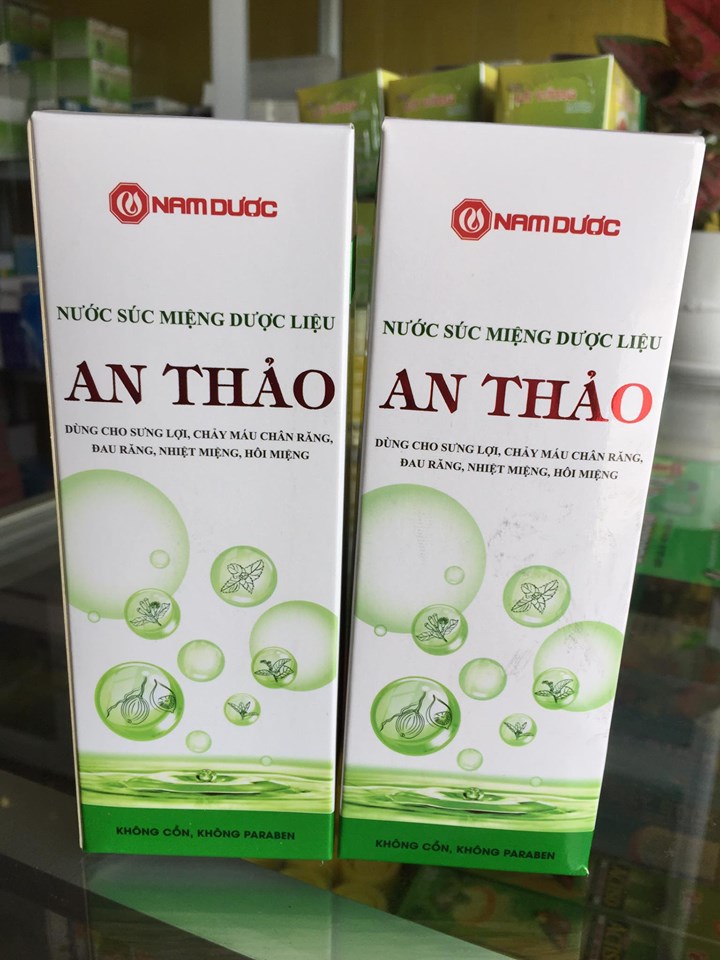 NAM DƯỢC
NƯỚC SÚC MIỆNG DƯỢC LIỆU
AN THẢO
DÙNG CHO SƯNG LỢI, CHẢY MÁU CHÂN RĂNG,
ĐAU RĂNG, NHIỆT MIỆNG, HÔI MIỆNG
KHÔNG CỒN, KHÔNG PARABEN
NAM DƯỢC
NƯỚC SÚC MIỆNG DƯỢC LIỆU
AN THẢO
DÙNG CHO SƯNG LỢI, CHẢY MÁU CHÂN RĂNG,
ĐAU RĂNG, NHIỆT MIỆNG, HÔI MIỆNG
KHÔNG CỒN, KHÔNG PARABEN